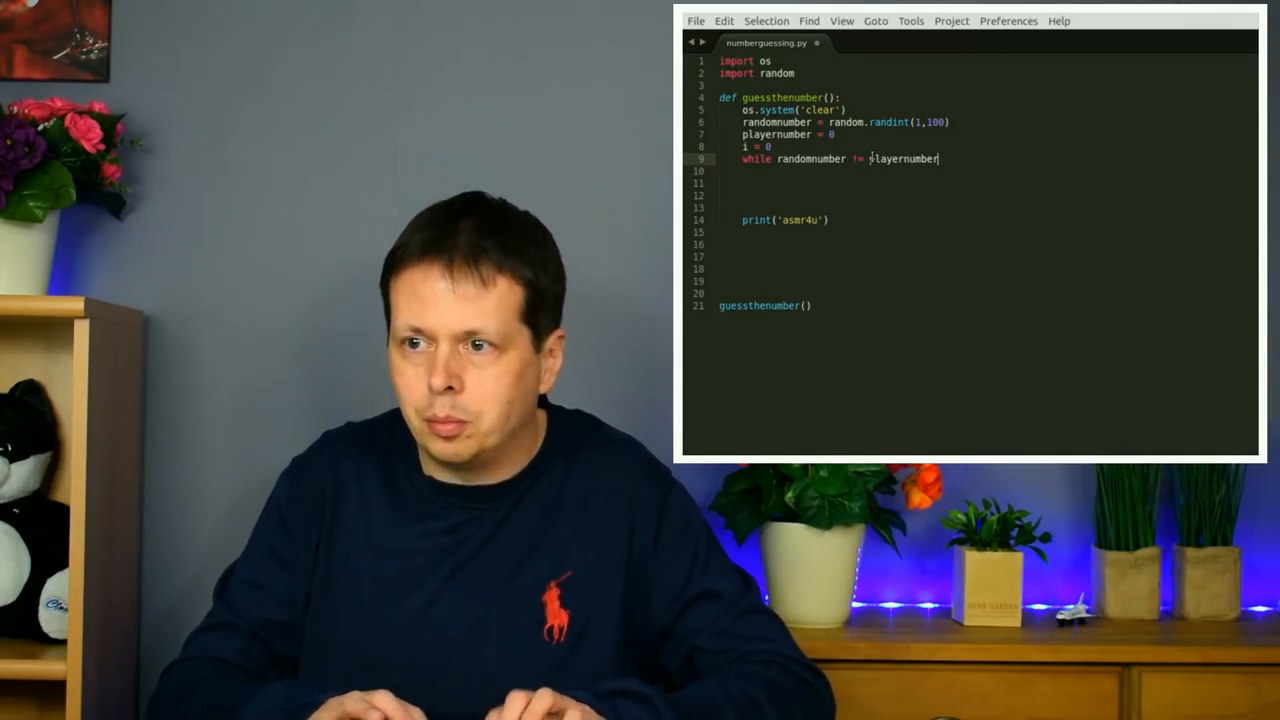 File Edit Selection Find View Goto Tools Project Preferences Help
numberguessing.py
1 import os
2 import random
3
4 def guessthenumber():
5 os.system('clear')
6 randomnumber = random.randint(1,100)
7 playernumber = 0
8 i = 0
9 while randomnumber != playernumber
10
11
12
13
14 print('asmr4u')
15
16
17
18
19
20
21 guessthenumber()
HERB GARDEN